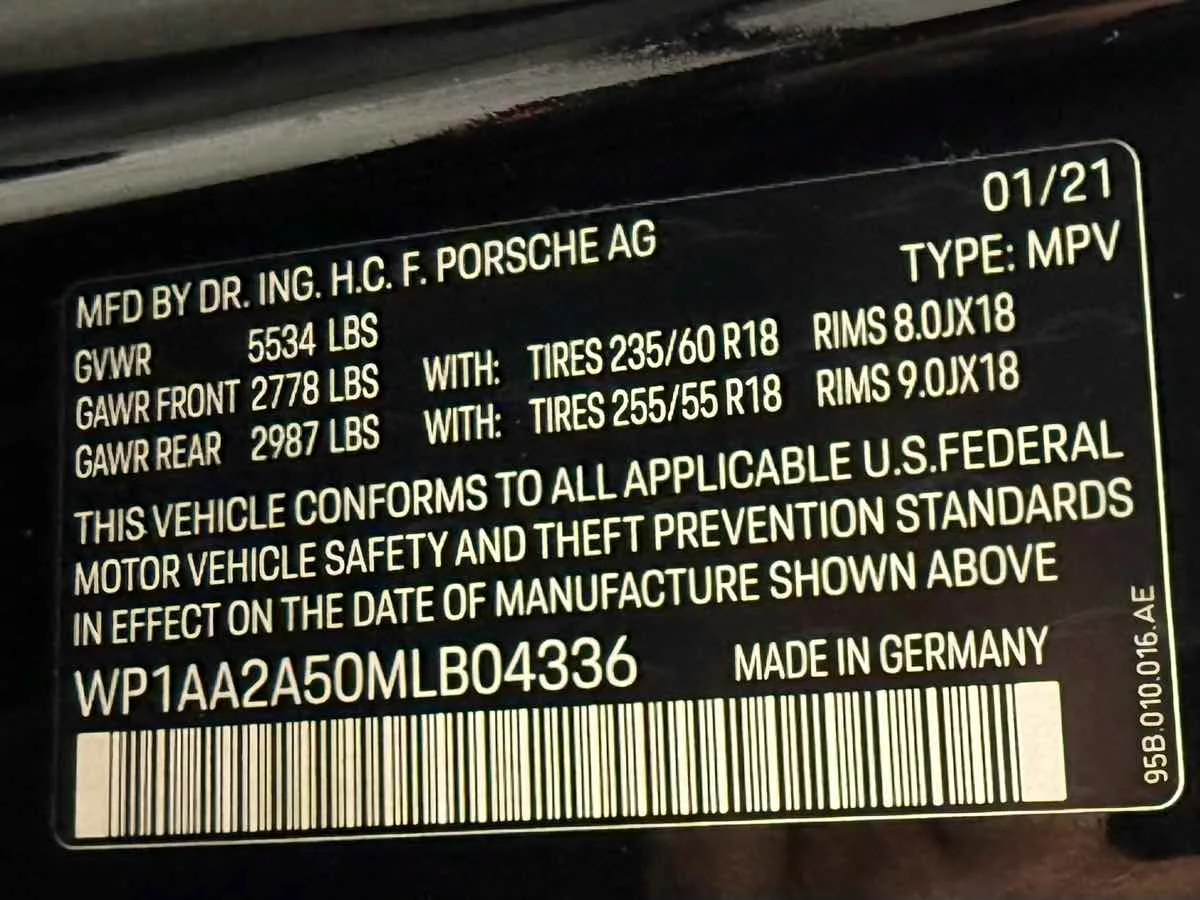 01/21
MFD BY DR. ING. H.C. F. PORSCHE AG TYPE: MPV
GVWR 5534 LBS
GAWR FRONT 2778 LBS WITH: TIRES 235/60 R18 RIMS 8.0JX18
GAWR REAR 2987 LBS WITH: TIRES 255/55 R18 RIMS 9.0JX18
THIS VEHICLE CONFORMS TO ALL APPLICABLE U.S.FEDERAL
MOTOR VEHICLE SAFETY AND THEFT PREVENTION STANDARDS
IN EFFECT ON THE DATE OF MANUFACTURE SHOWN ABOVE
WP1AA2A50MLB04336 MADE IN GERMANY
95B.010.016.AE